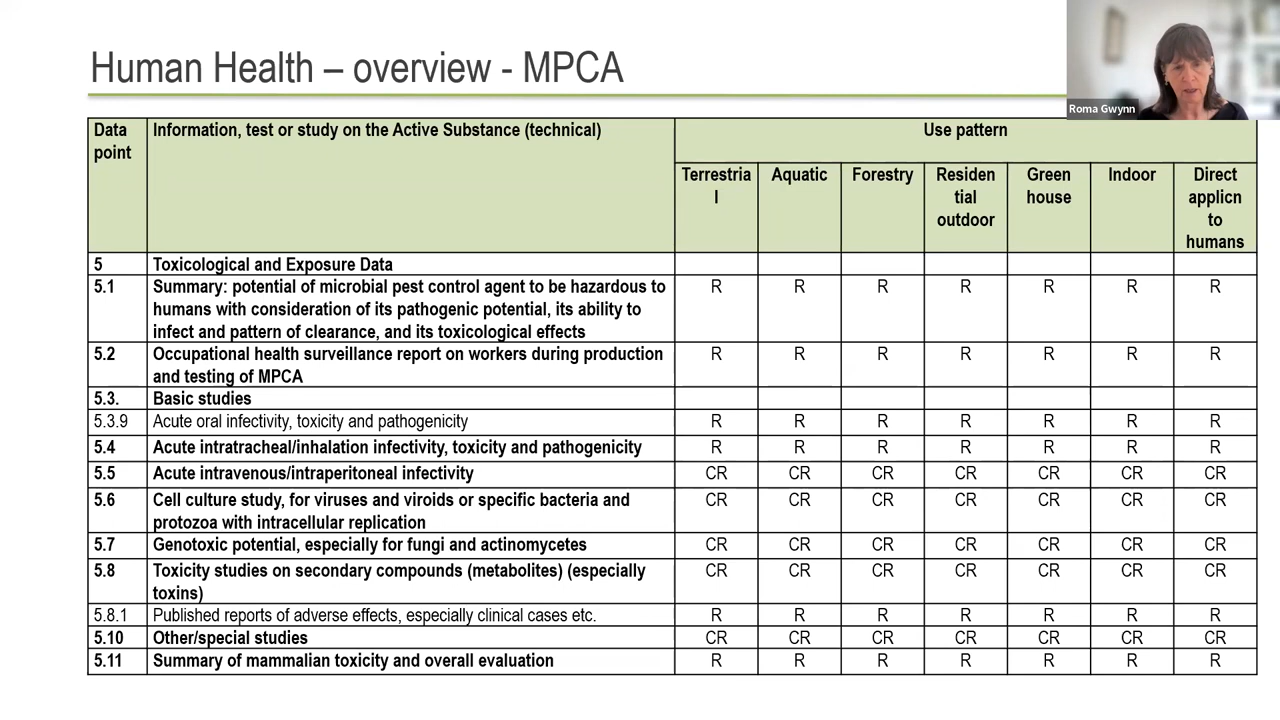 Human Health – overview - MPCA
Roma Gwynn
Data
point
Information, test or study on the Active Substance (technical)
Use pattern
Terrestria
l
Aquatic
Forestry
Residen
tial
outdoor
Green
house
Indoor
Direct
applicn
to
humans
5 Toxicological and Exposure Data
5.1 Summary: potential of microbial pest control agent to be hazardous to R R R R R R R
humans with consideration of its pathogenic potential, its ability to
infect and pattern of clearance, and its toxicological effects
5.2 Occupational health surveillance report on workers during production R R R R R R R
and testing of MPCA
5.3. Basic studies
5.3.9 Acute oral infectivity, toxicity and pathogenicity R R R R R R R
5.4 Acute intratracheal/inhalation infectivity, toxicity and pathogenicity R R R R R R R
5.5 Acute intravenous/intraperitoneal infectivity CR CR CR CR CR CR CR
5.6 Cell culture study, for viruses and viroids or specific bacteria and CR CR CR CR CR CR CR
protozoa with intracellular replication
5.7 Genotoxic potential, especially for fungi and actinomycetes CR CR CR CR CR CR CR
5.8 Toxicity studies on secondary compounds (metabolites) (especially CR CR CR CR CR CR CR
toxins)
5.8.1 Published reports of adverse effects, especially clinical cases etc. R R R R R R R
5.10 Other/special studies CR CR CR CR CR CR CR
5.11 Summary of mammalian toxicity and overall evaluation R R R R R R R